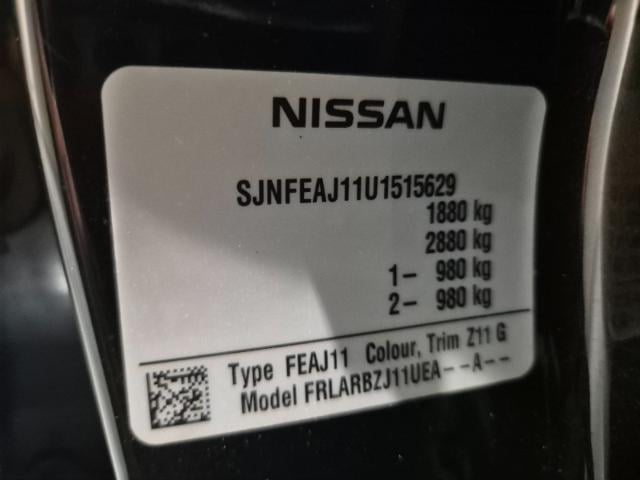 NISSAN
SJNFEAJ11U1515629
1880 kg
2880 kg
1– 980 kg
2– 980 kg
Type FEAJ11 Colour, Trim Z11 G
Model FRLARBZJ11UEA--A--